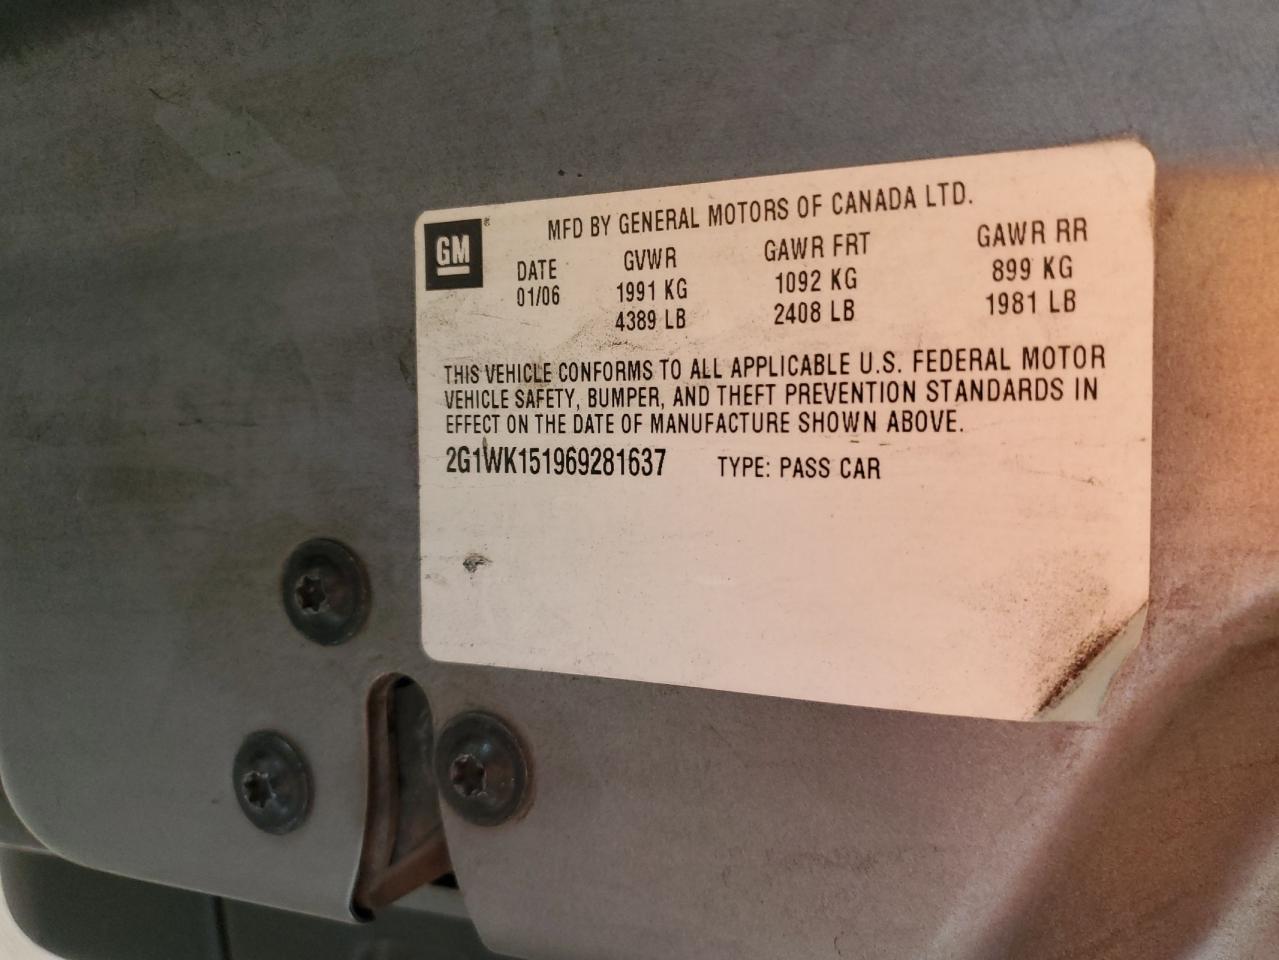 GM
MFD BY GENERAL MOTORS OF CANADA LTD.
DATE GVWR GAWR FRT GAWR RR
01/06 1991 KG 1092 KG 899 KG
4389 LB 2408 LB 1981 LB
THIS VEHICLE CONFORMS TO ALL APPLICABLE U.S. FEDERAL MOTOR
VEHICLE SAFETY, BUMPER, AND THEFT PREVENTION STANDARDS IN
EFFECT ON THE DATE OF MANUFACTURE SHOWN ABOVE.
2G1WK151969281637 TYPE: PASS CAR